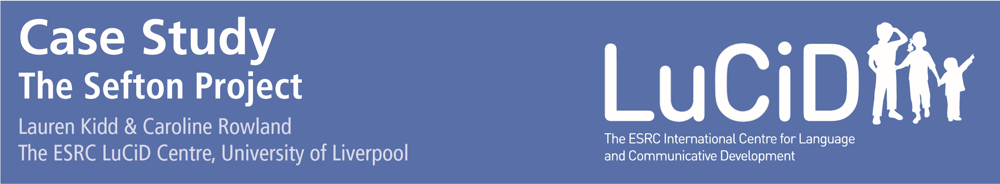 Case Study
The Sefton Project
Lauren Kidd & Caroline Rowland
The ESRC LuCiD Centre, University of Liverpool
LuCiD
The ESRC International Centre for Language
and Communicative Development